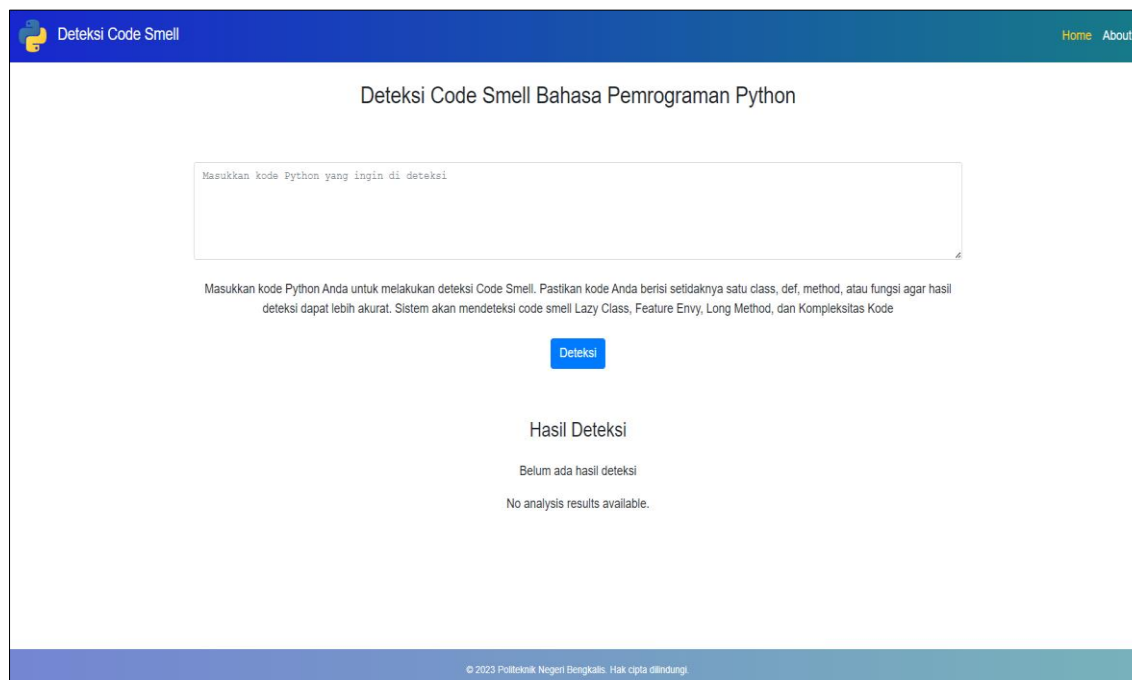 Deteksi Code Smell
Home About
Deteksi Code Smell Bahasa Pemrograman Python
Masukkan kode Python yang ingin di deteksi
Masukkan kode Python Anda untuk melakukan deteksi Code Smell. Pastikan kode Anda berisi setidaknya satu class, def, method, atau fungsi agar hasil
deteksi dapat lebih akurat. Sistem akan mendeteksi code smell Lazy Class, Feature Envy, Long Method, dan Kompleksitas Kode
Deteksi
Hasil Deteksi
Belum ada hasil deteksi
No analysis results available.
© 2023 Politeknik Negeri Bengkalis. Hak cipta dilindungi.